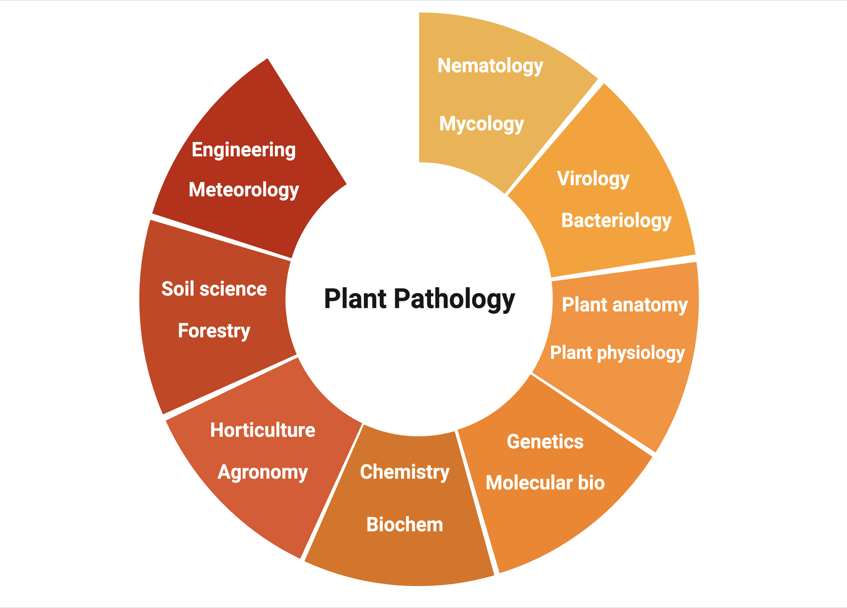 Nematology
Mycology
Virology
Bacteriology
Plant anatomy
Plant physiology
Genetics
Molecular bio
Chemistry
Biochem
Horticulture
Agronomy
Soil science
Forestry
Engineering
Meteorology
Plant Pathology